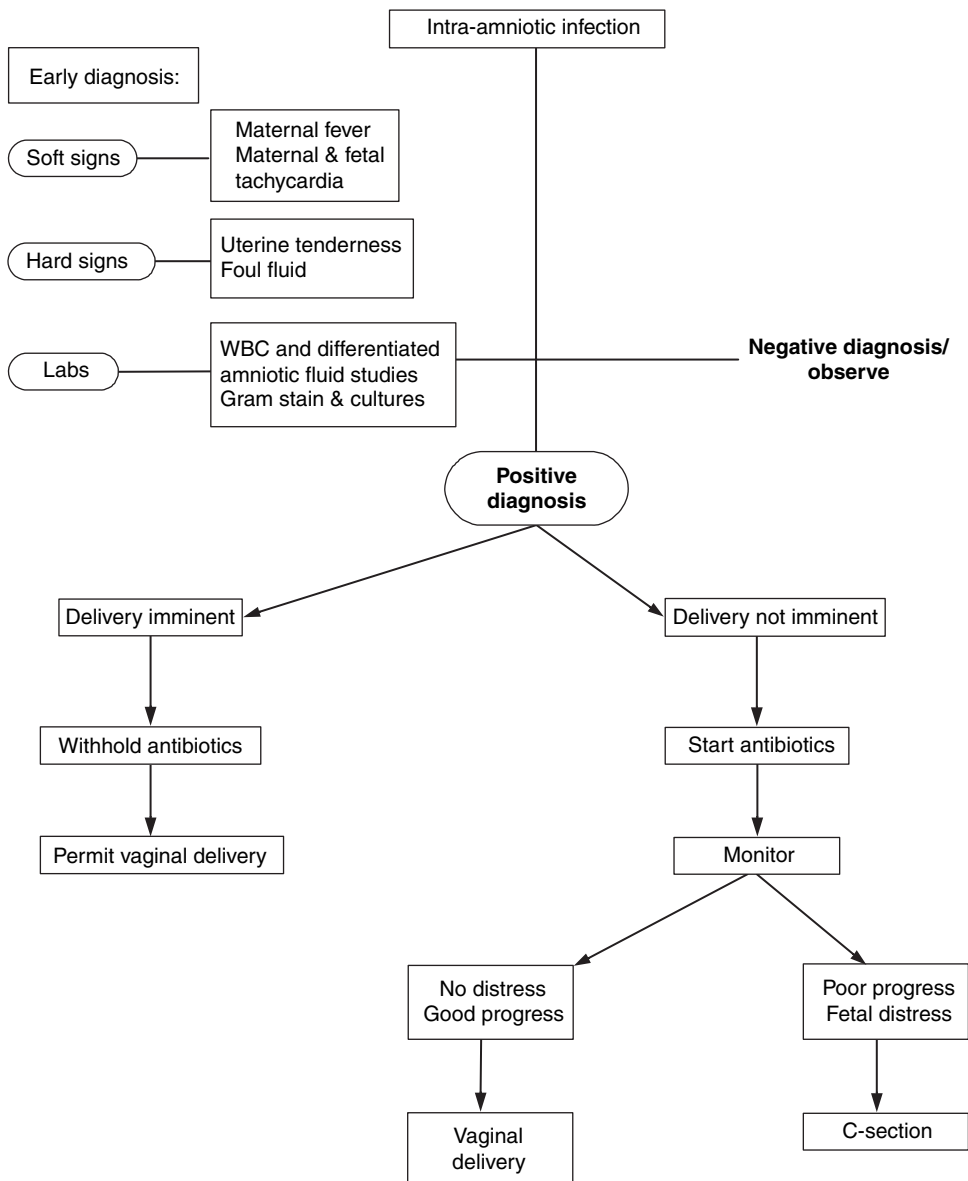 Intra-amniotic infection
Early diagnosis:
Soft signs
Maternal fever
Maternal & fetal
tachycardia
Hard signs
Uterine tenderness
Foul fluid
Labs
WBC and differentiated
amniotic fluid studies
Gram stain & cultures
Negative diagnosis/
observe
Positive
diagnosis
Delivery imminent
Delivery not imminent
Withhold antibiotics
Start antibiotics
Permit vaginal delivery
Monitor
No distress
Good progress
Poor progress
Fetal distress
Vaginal
delivery
C-section